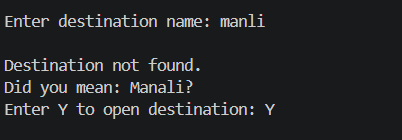 Enter destination name: manli
Destination not found.
Did you mean: Manali?
Enter Y to open destination: Y